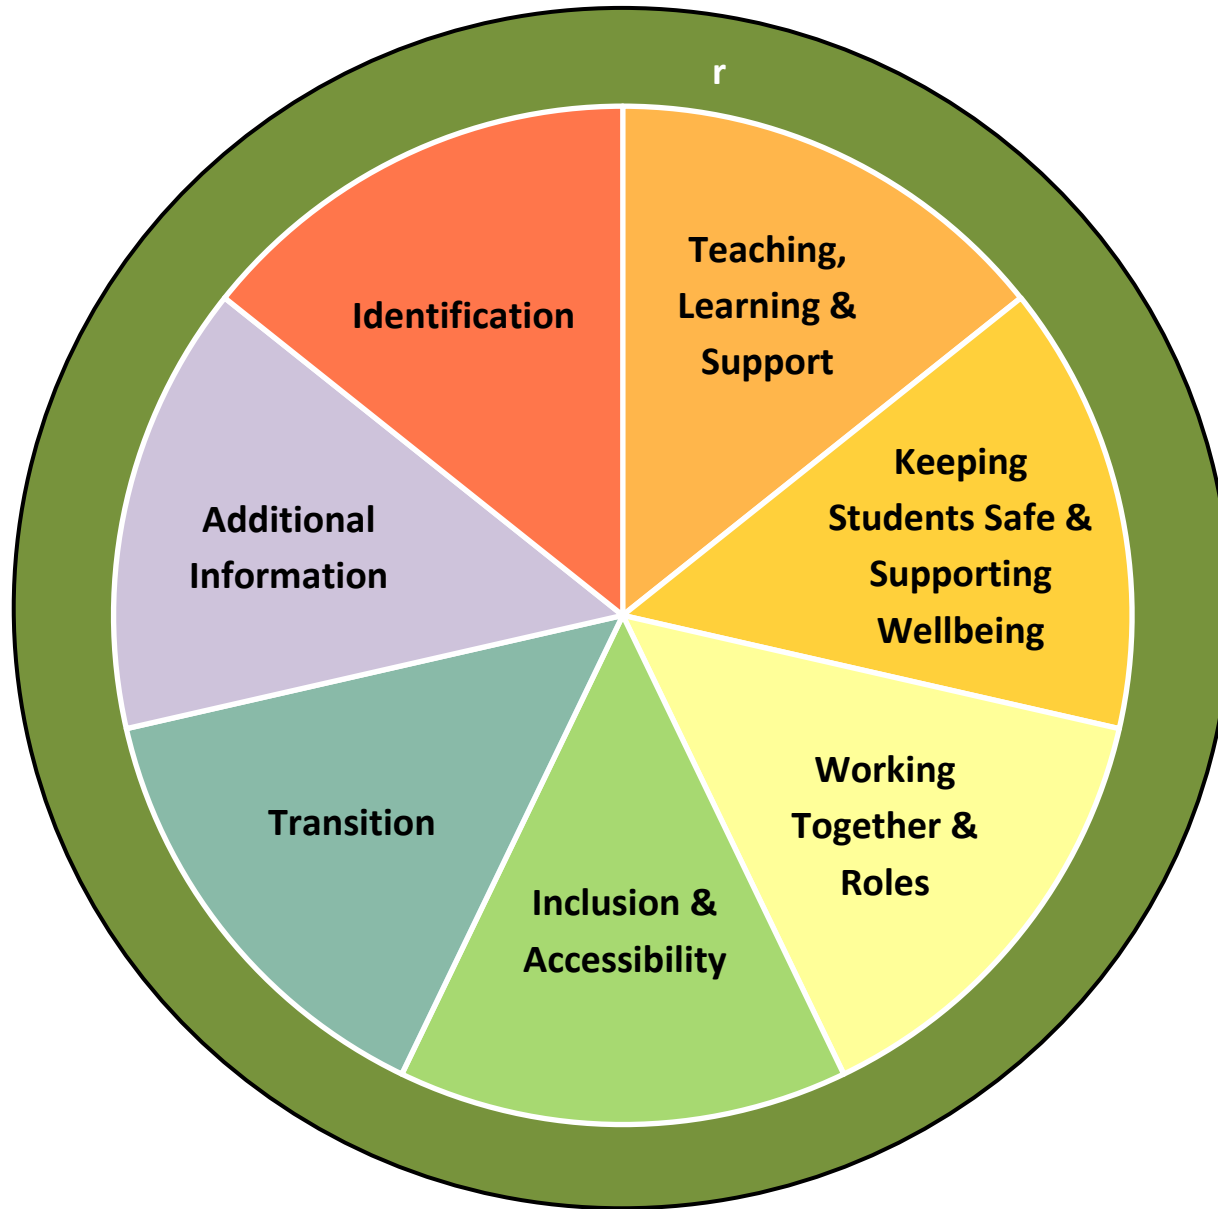 r
Teaching,
Learning &
Support
Keeping
Students Safe &
Supporting
Wellbeing
Working
Together &
Roles
Inclusion &
Accessibility
Transition
Additional
Information
Identification